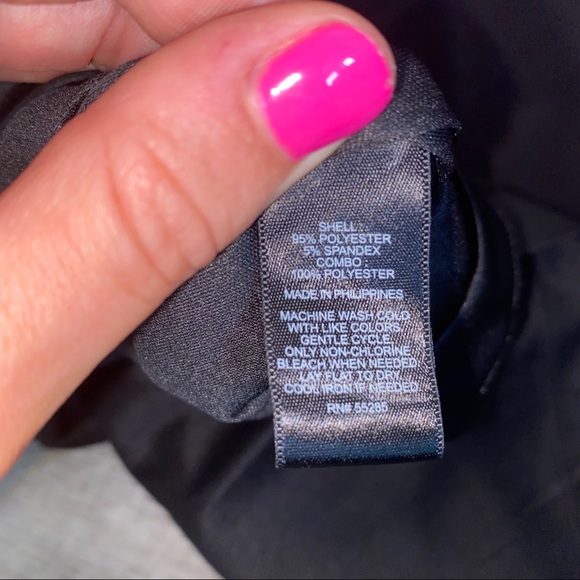 SHELL :
95% POLYESTER
5% SPANDEX
COMBO :
100% POLYESTER
MADE IN PHILIPPINES
MACHINE WASH COLD
WITH LIKE COLORS,
GENTLE CYCLE,
ONLY NON-CHLORINE
BLEACH WHEN NEEDED.
LAY FLAT TO DRY,
COOL IRON IF NEEDED.
RN# 55285